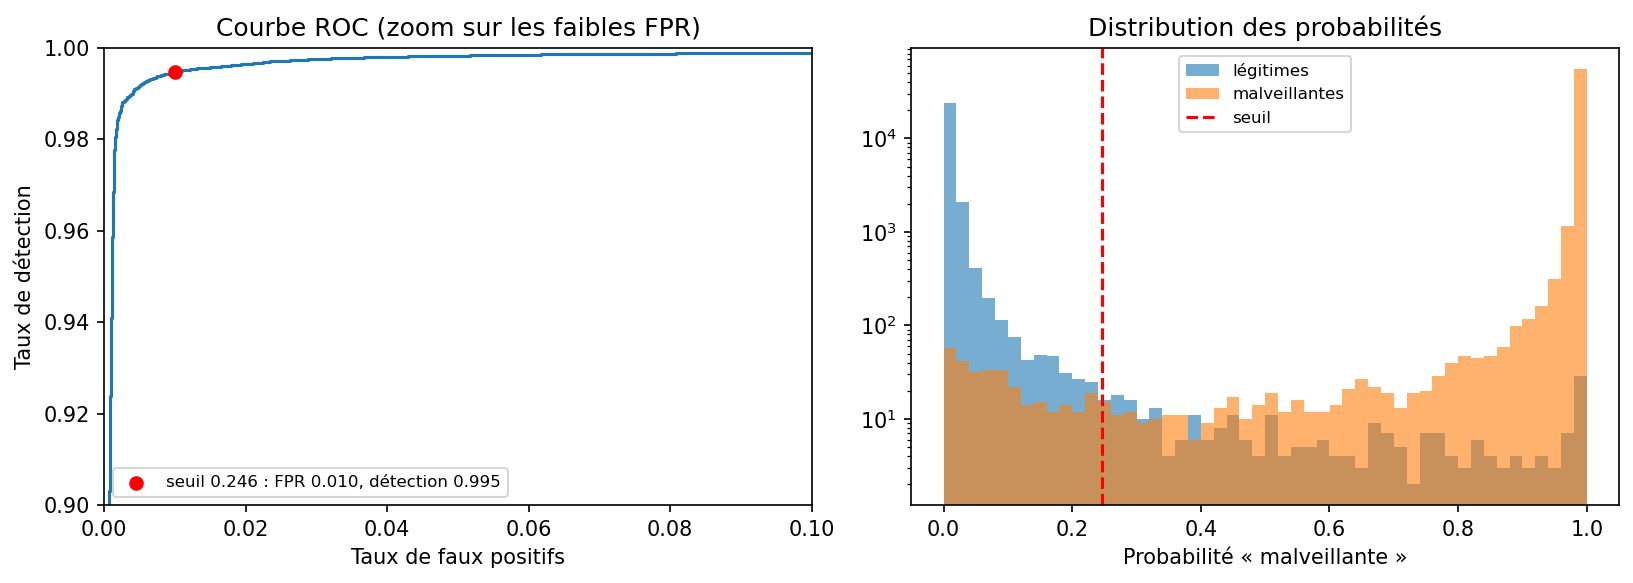 Courbe ROC (zoom sur les faibles FPR)
Taux de détection
1.00
0.98
0.96
0.94
0.92
0.90
seuil 0.246 : FPR 0.010, détection 0.995
0.00 0.02 0.04 0.06 0.08 0.10
Taux de faux positifs
Distribution des probabilités
légitimes
malveillantes
seuil
10⁴
10³
10²
10¹
0.0 0.2 0.4 0.6 0.8 1.0
Probabilité « malveillante »